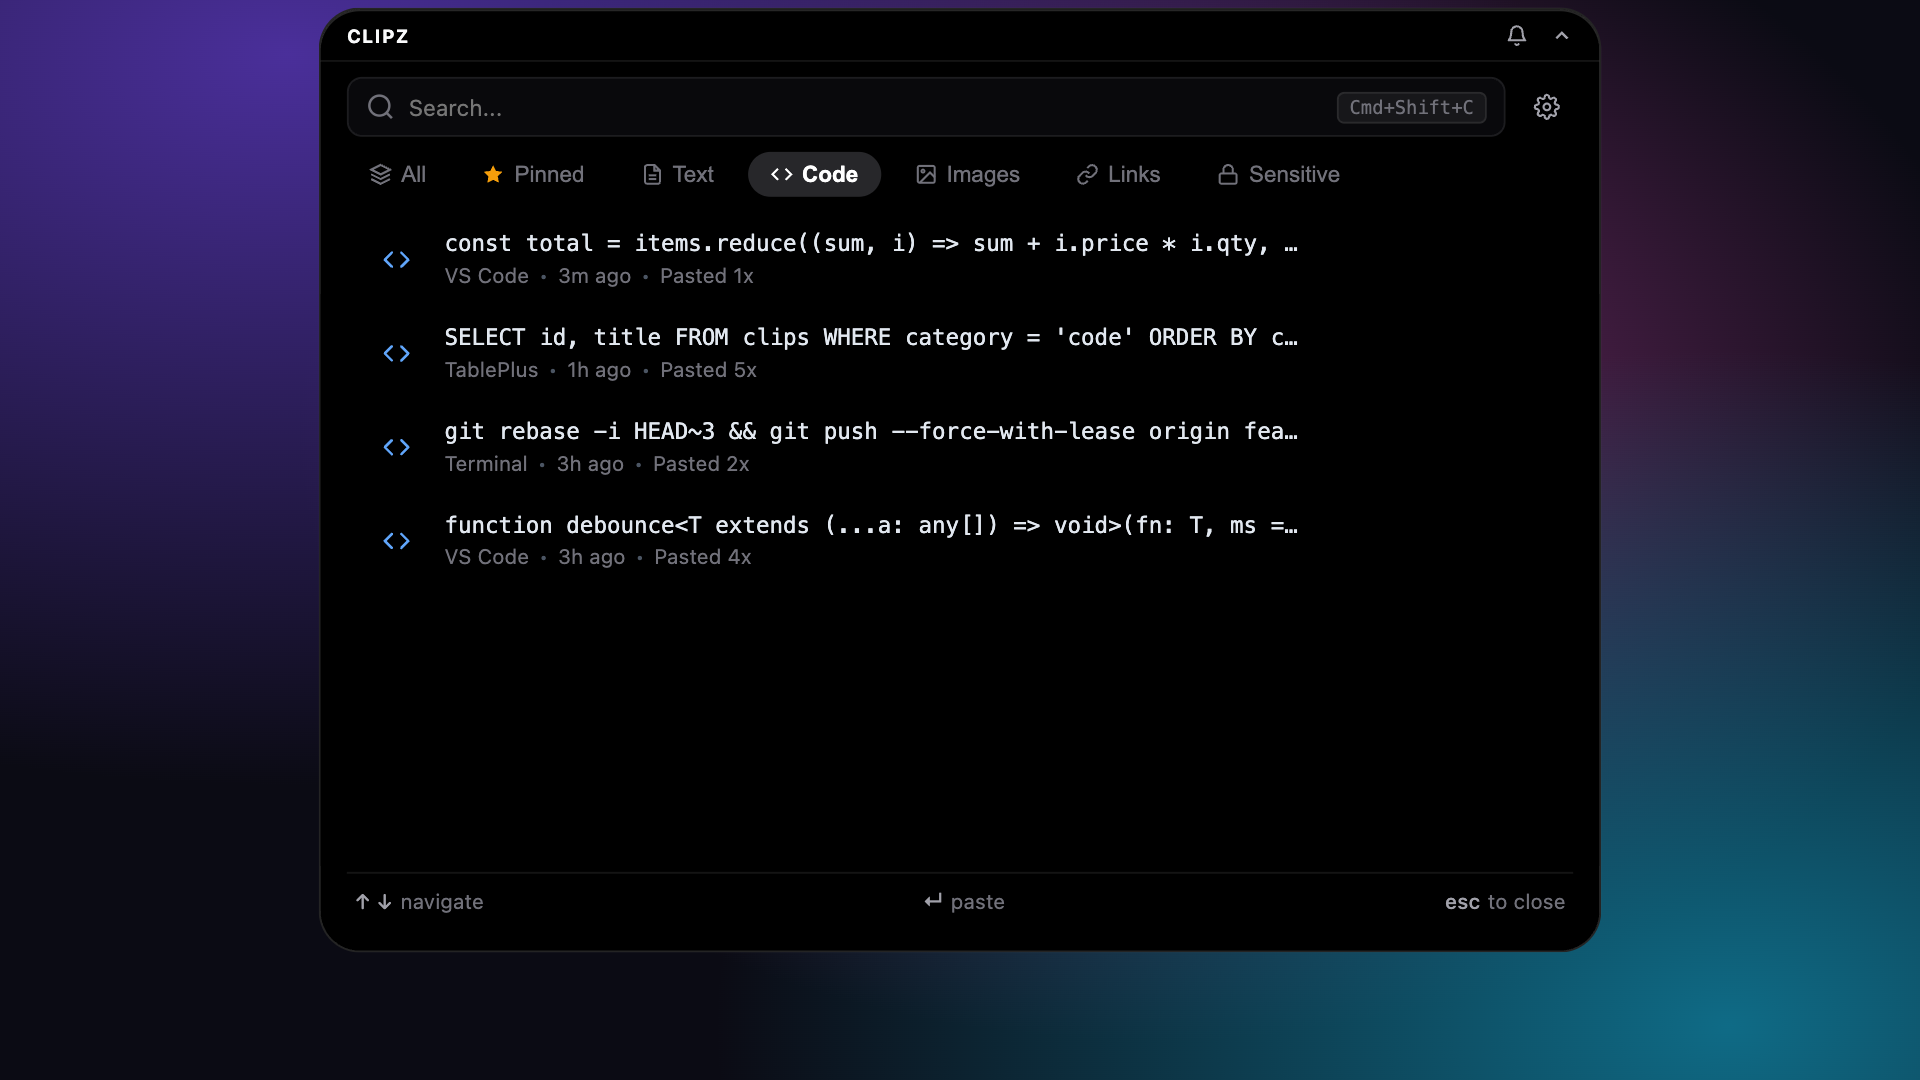 CLIPZ
Search...
Cmd+Shift+C
All Pinned Text Code Images Links Sensitive
const total = items.reduce((sum, i) => sum + i.price * i.qty, …
VS Code • 3m ago • Pasted 1x
SELECT id, title FROM clips WHERE category = 'code' ORDER BY c…
TablePlus • 1h ago • Pasted 5x
git rebase -i HEAD~3 && git push --force-with-lease origin fea…
Terminal • 3h ago • Pasted 2x
function debounce<T extends (...a: any[]) => void>(fn: T, ms =…
VS Code • 3h ago • Pasted 4x
↑ ↓ navigate
↵ paste
esc to close